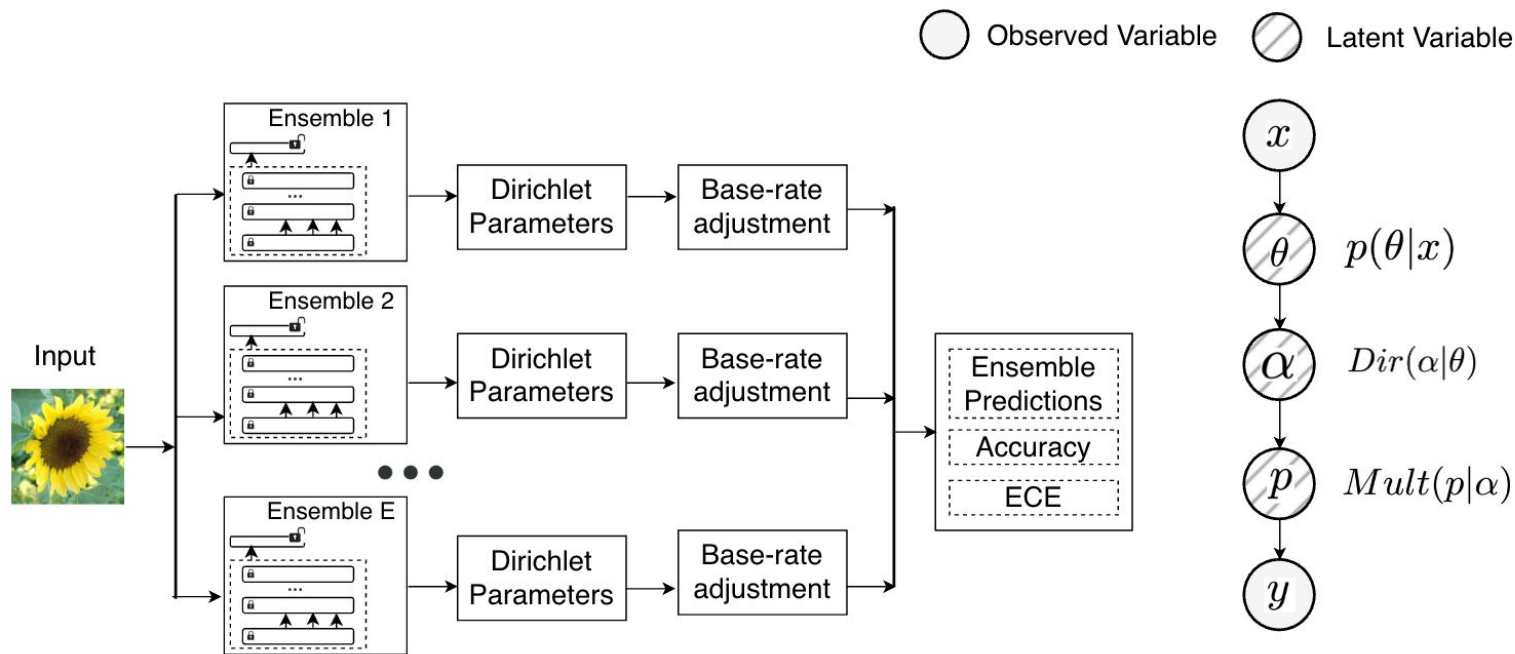 Observed Variable
Latent Variable
Ensemble 1
...
Dirichlet
Parameters
Base-rate
adjustment
Ensemble 2
...
Dirichlet
Parameters
Base-rate
adjustment
Input
Ensemble E
...
Dirichlet
Parameters
Base-rate
adjustment
Ensemble
Predictions
Accuracy
ECE
x
θ p(θ|x)
α Dir(α|θ)
p Mult(p|α)
y